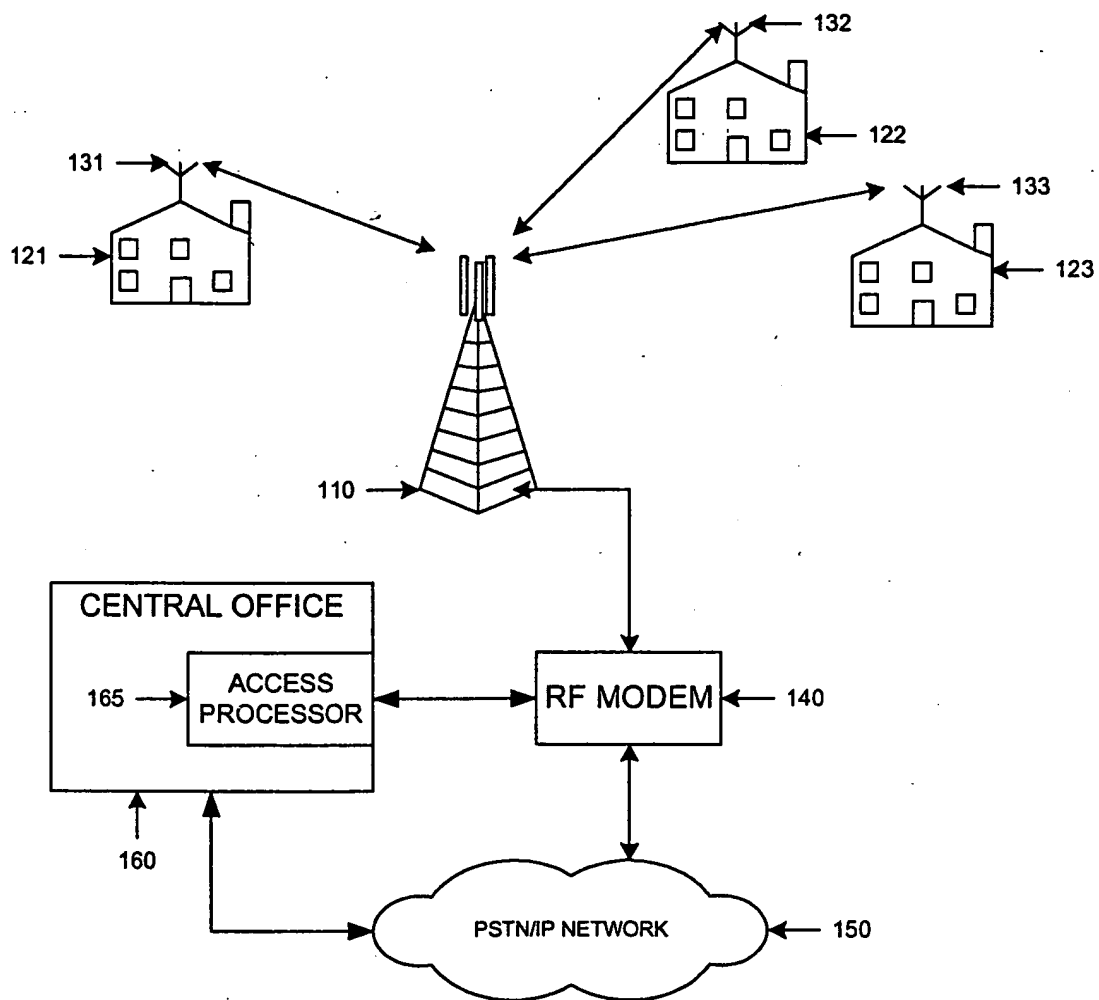 132
122
131
133
121
123
110
CENTRAL OFFICE
165
ACCESS
PROCESSOR
RF MODEM
140
160
PSTN/IP NETWORK
150